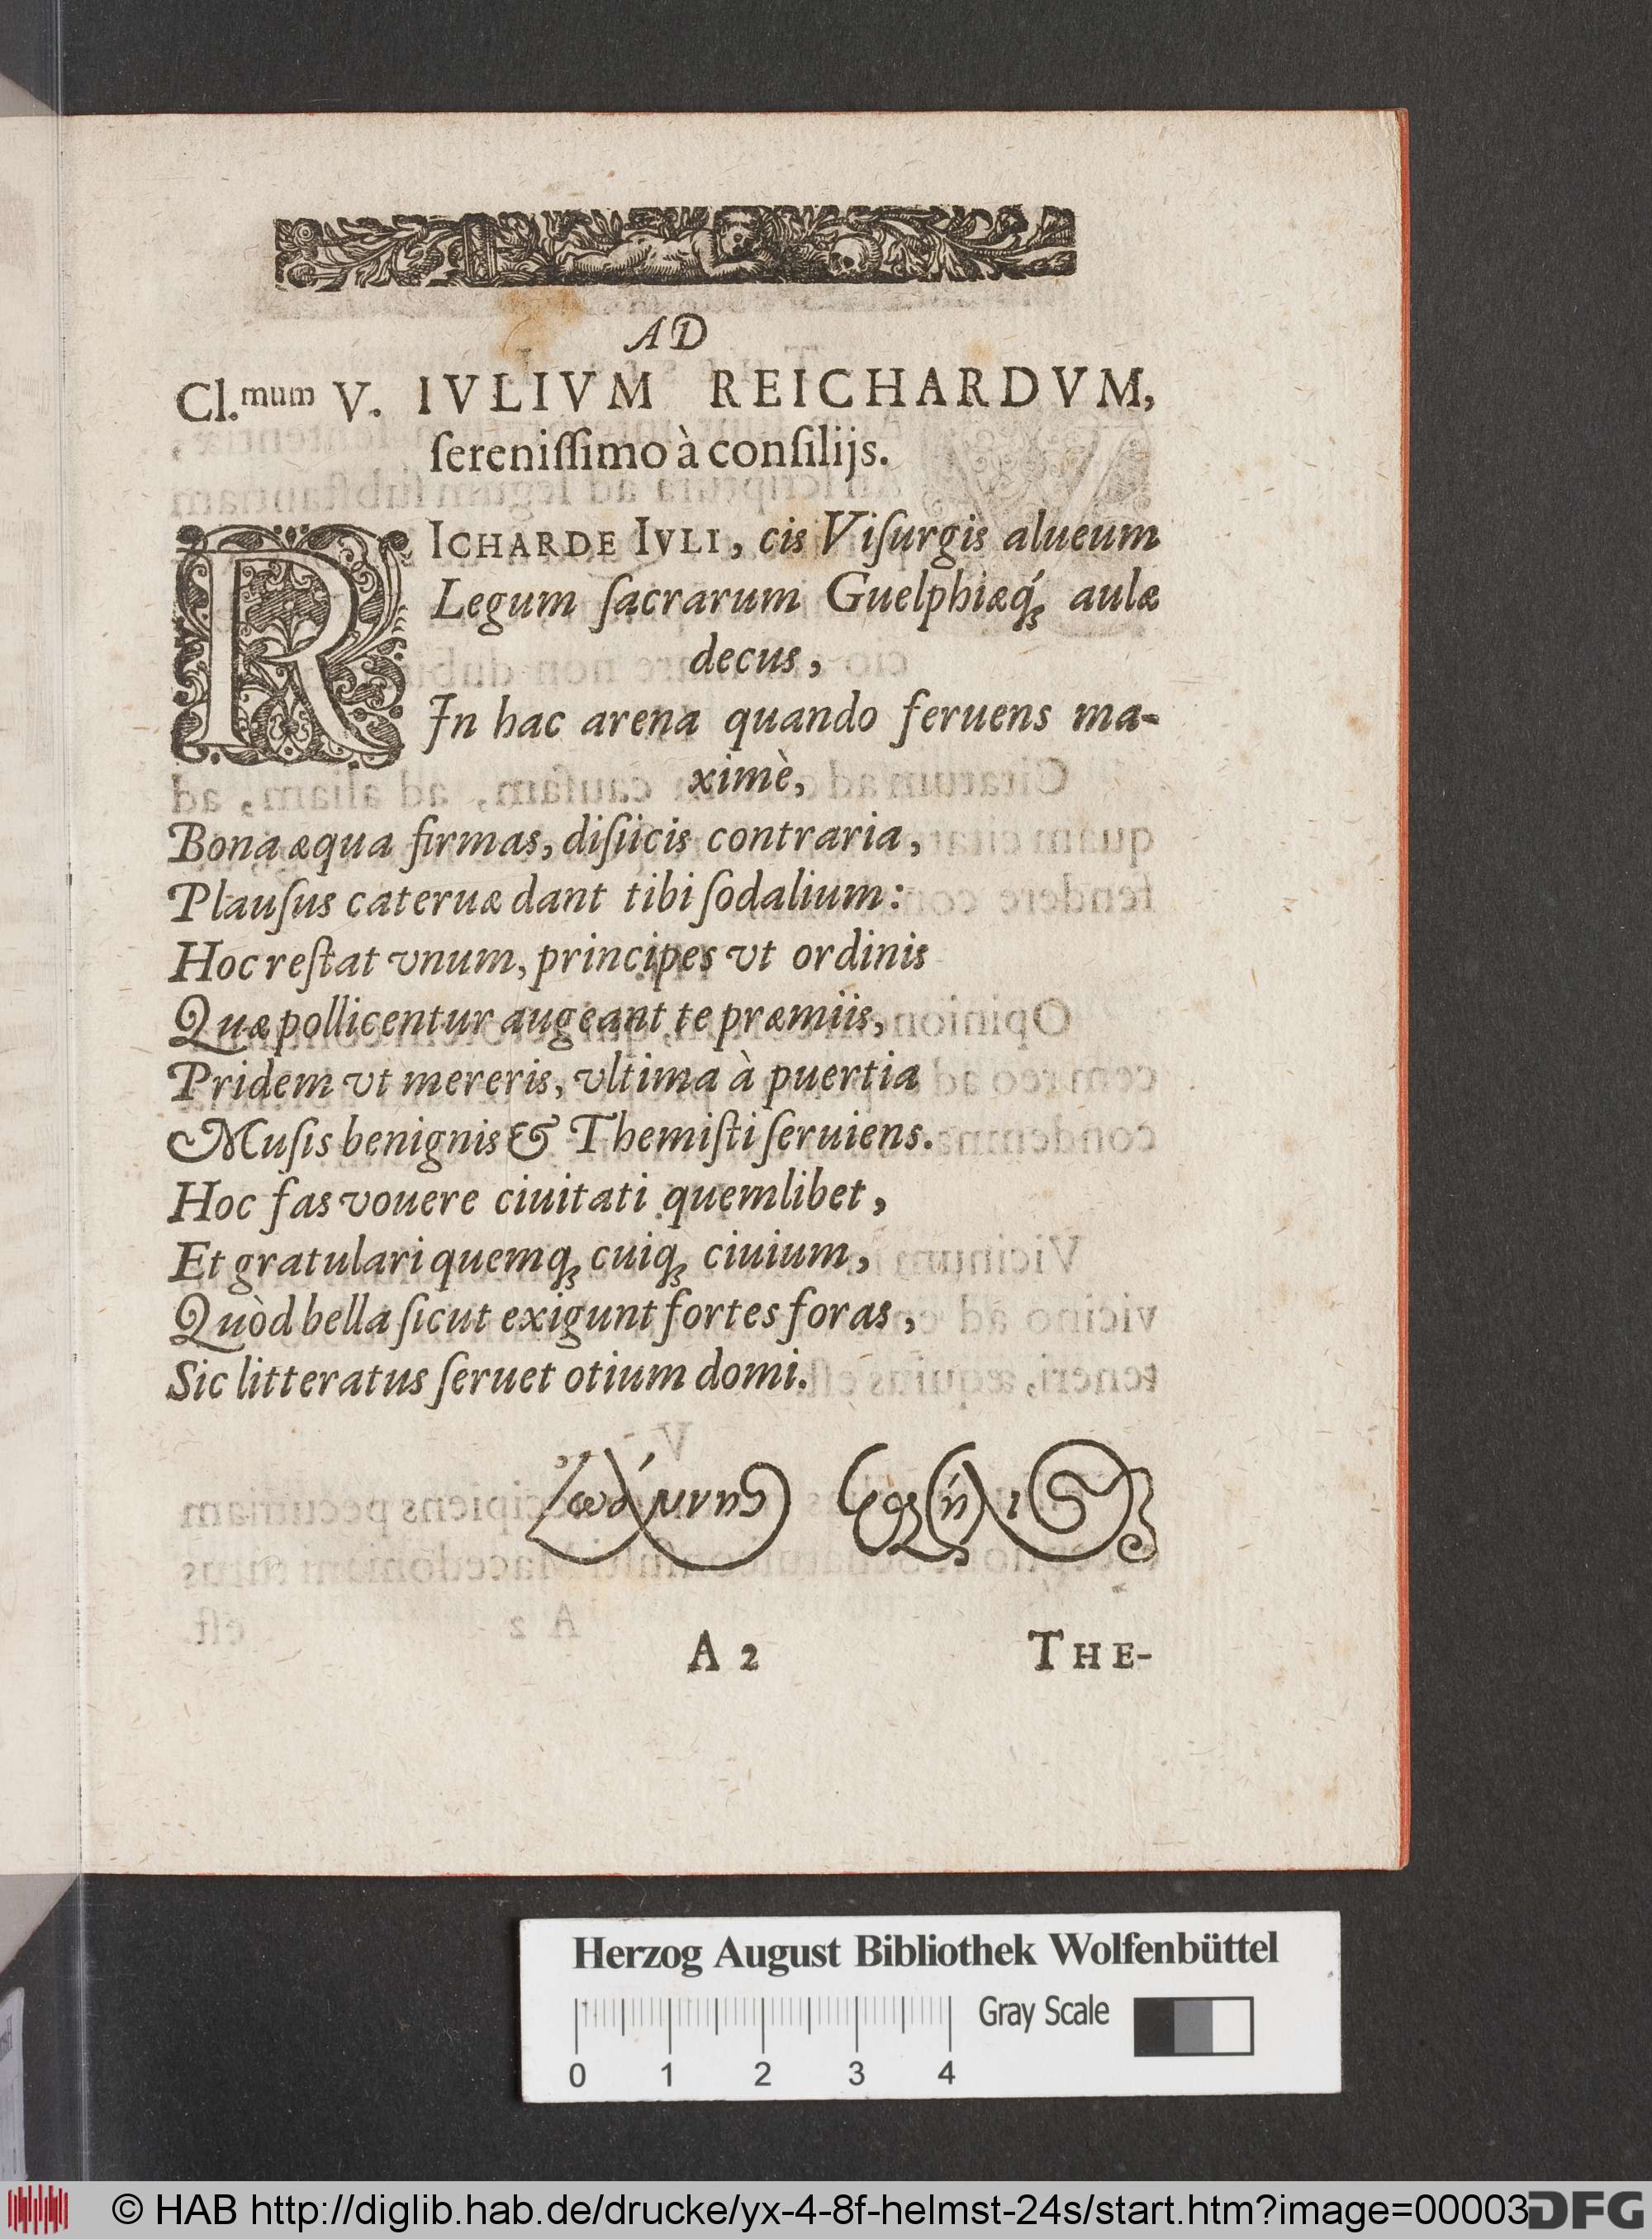 AD
Cl.mum V. IVLIVM REICHARDVM,
ſereniſſimo à conſilijs.
RICHARDE IVLI, cis Viſurgis alueum
Legum ſacrarum Guelphiæq́ꝫ aulæ
decus,
In hac arena quando feruens ma-
ximè,
Bona æqua firmas, diſiicis contraria,
Plauſus cateruæ dant tibi ſodalium:
Hoc reſtat vnum, principes vt ordinis
Quæ pollicentur augeant te præmiis,
Pridem vt mereris, vltima à puertia
Muſis benignis & Themiſti ſeruiens.
Hoc fas vouere ciuitati quemlibet,
Et gratulari quemqꝫ cuiqꝫ ciuium,
Quòd bella ſicut exigunt fortes foras,
Sic litteratus ſeruet otium domi.
A 2
THE-
Herzog August Bibliothek Wolfenbüttel
Gray Scale
0 1 2 3 4
© HAB http://diglib.hab.de/drucke/yx-4-8f-helmst-24s/start.htm?image=00003
DFG